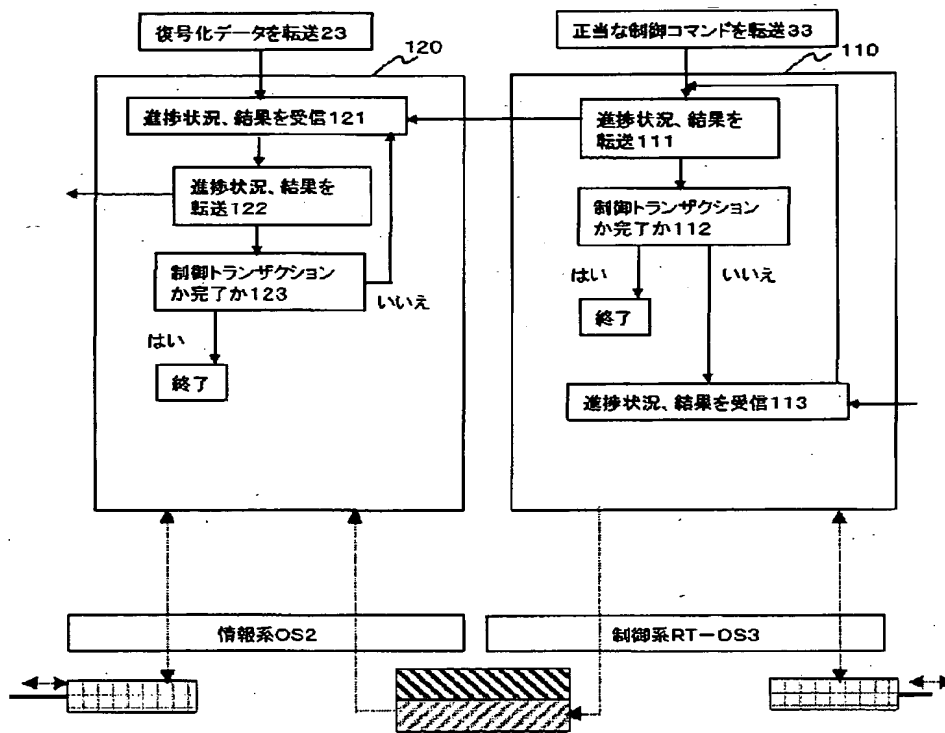 復号化データを転送23
120
進捗状況、結果を受信121
進捗状況、結果を
転送122
制御トランザクション
か完了か123
いいえ
はい
終了
正当な制御コマンドを転送33
110
進捗状況、結果を
転送111
制御トランザクション
か完了か112
はい
いいえ
終了
進捗状況、結果を受信113
情報系OS2
制御系RT-OS3